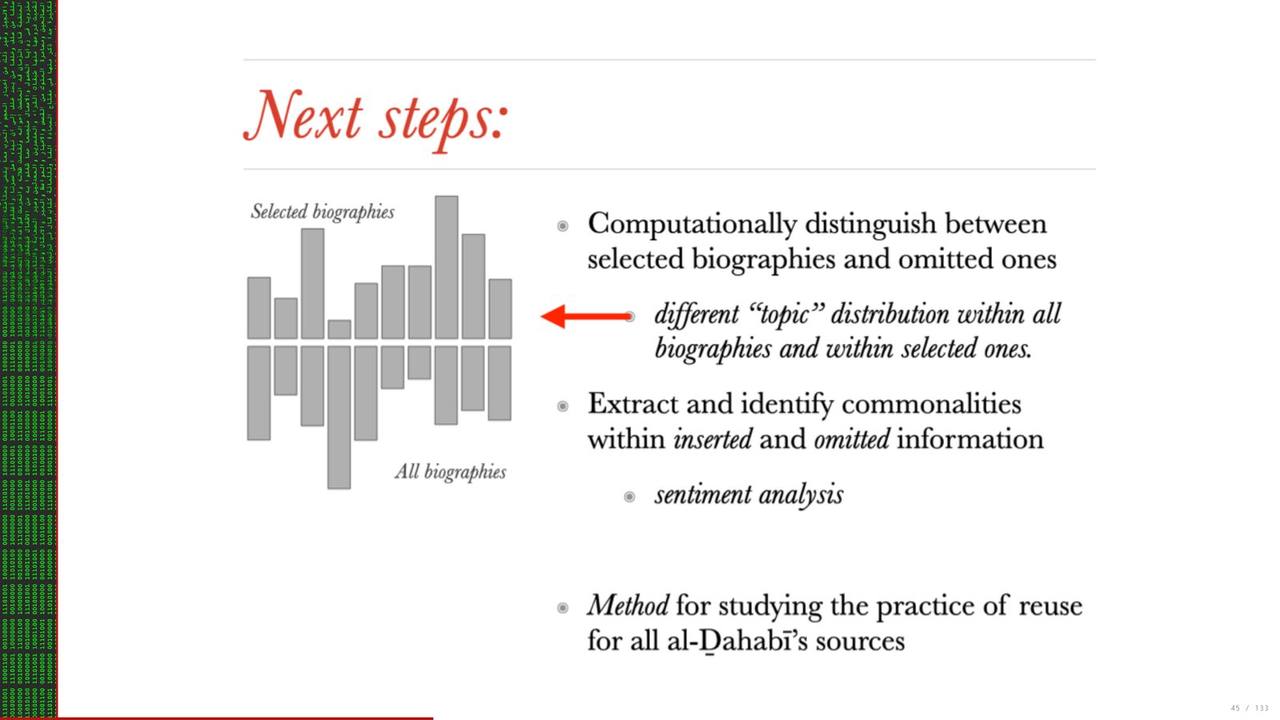 Next steps:
Selected biographies
All biographies
Computationally distinguish between
selected biographies and omitted ones
different “topic” distribution within all
biographies and within selected ones.
Extract and identify commonalities
within inserted and omitted information
sentiment analysis
Method for studying the practice of reuse
for all al-Ḏahabī’s sources
45 / 133